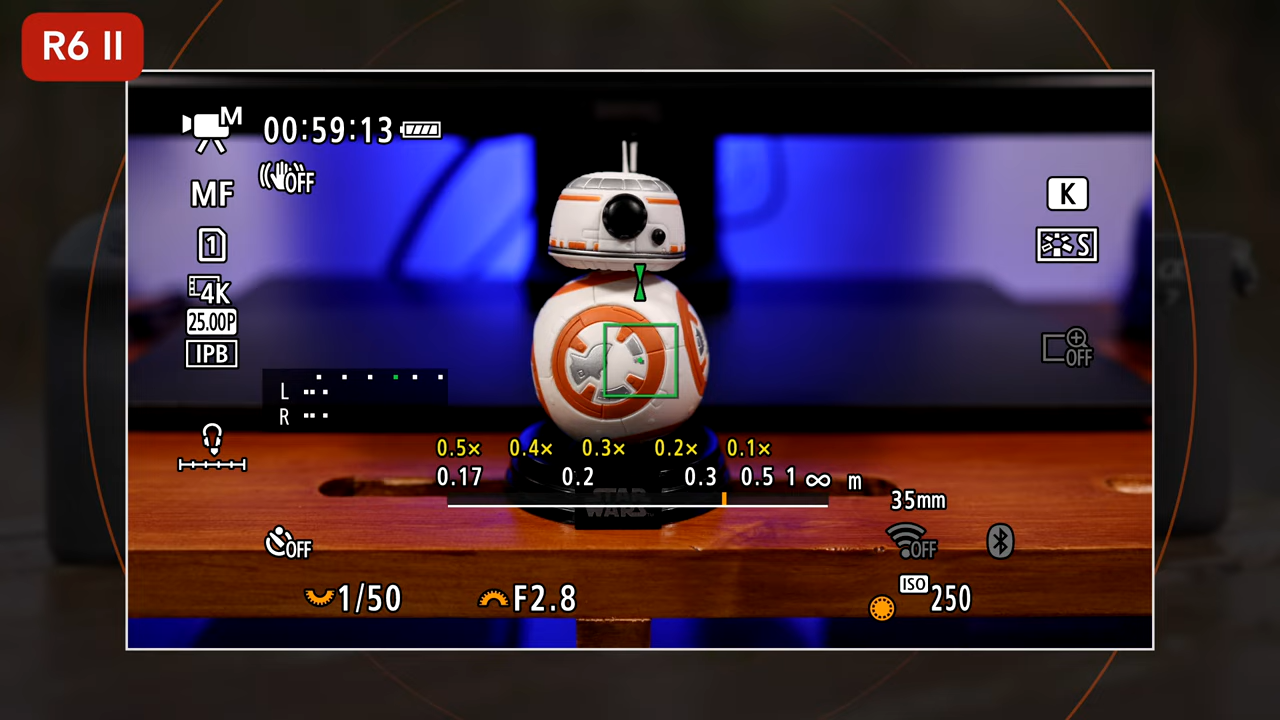 R6 II
M 00:59:13
OFF
MF
K
1
S
4K
25.00P
IPB
OFF
L
R
0.5× 0.4× 0.3× 0.2× 0.1×
0.17 0.2 0.3 0.5 1 ∞ m
STAR
WARS
35mm
OFF
OFF
1/50 F2.8 ISO 250